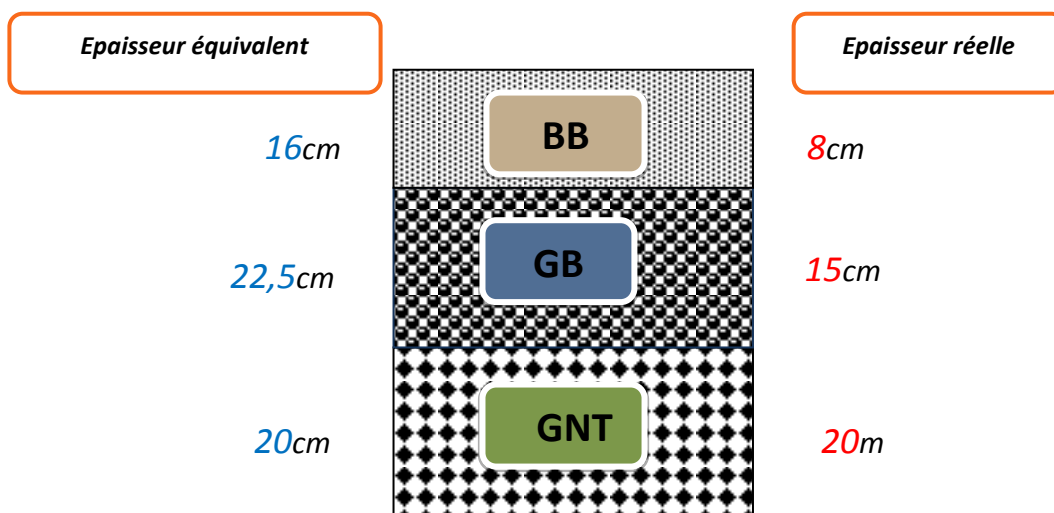 Epaisseur équivalent
Epaisseur réelle
16cm
BB
8cm
22,5cm
GB
15cm
20cm
GNT
20m